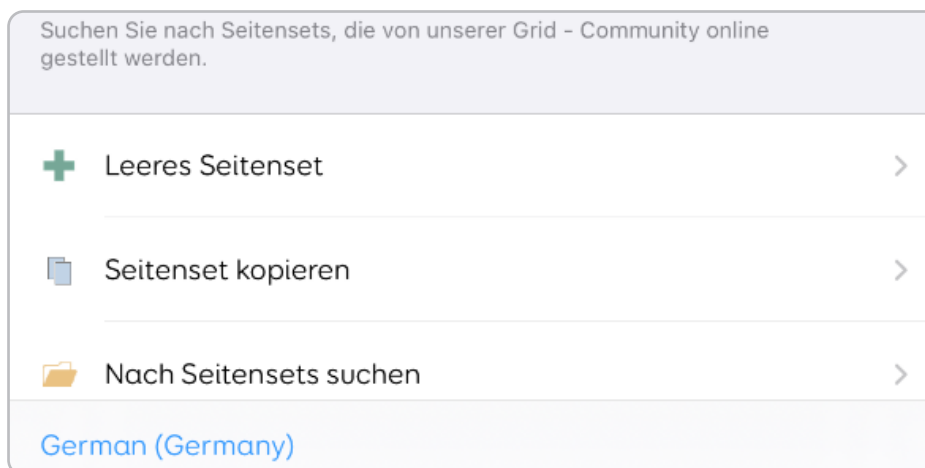 Suchen Sie nach Seitensets, die von unserer Grid - Community online
gestellt werden.
Leeres Seitenset
Seitenset kopieren
Nach Seitensets suchen
German (Germany)